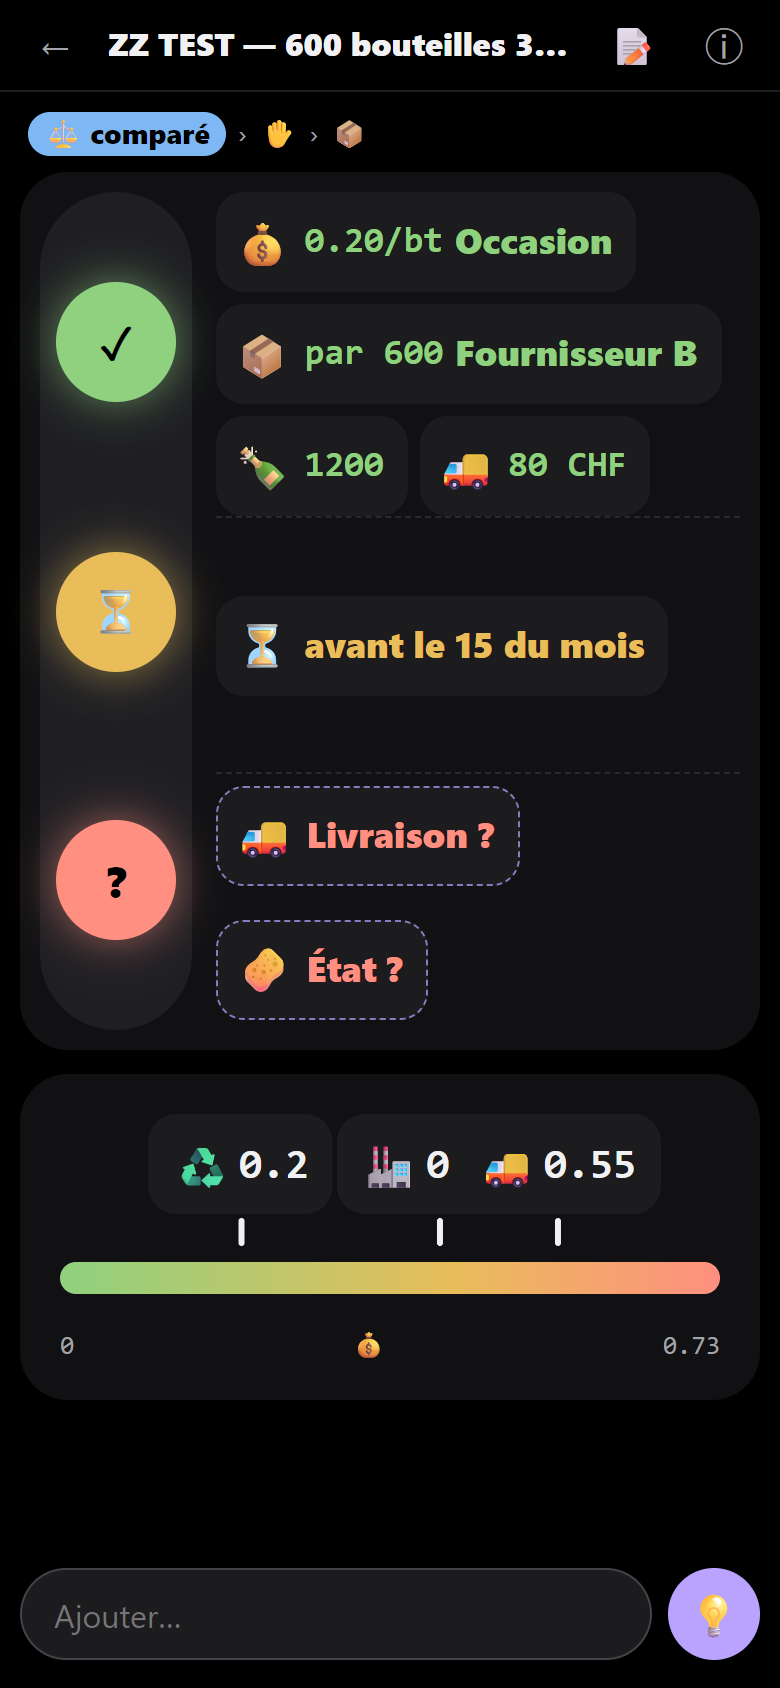 ← ZZ TEST — 600 bouteilles 3... 📝 ⓘ
⚖️ comparé › ✋ › 📦
💰 0.20/bt Occasion
✓
📦 par 600 Fournisseur B
🍾 1200 🚚 80 CHF
⏳ avant le 15 du mois
🚚 Livraison ?
?
🥔 État ?
♻️ 0.2 🏭 0 🚚 0.55
0 💰 0.73
Ajouter...